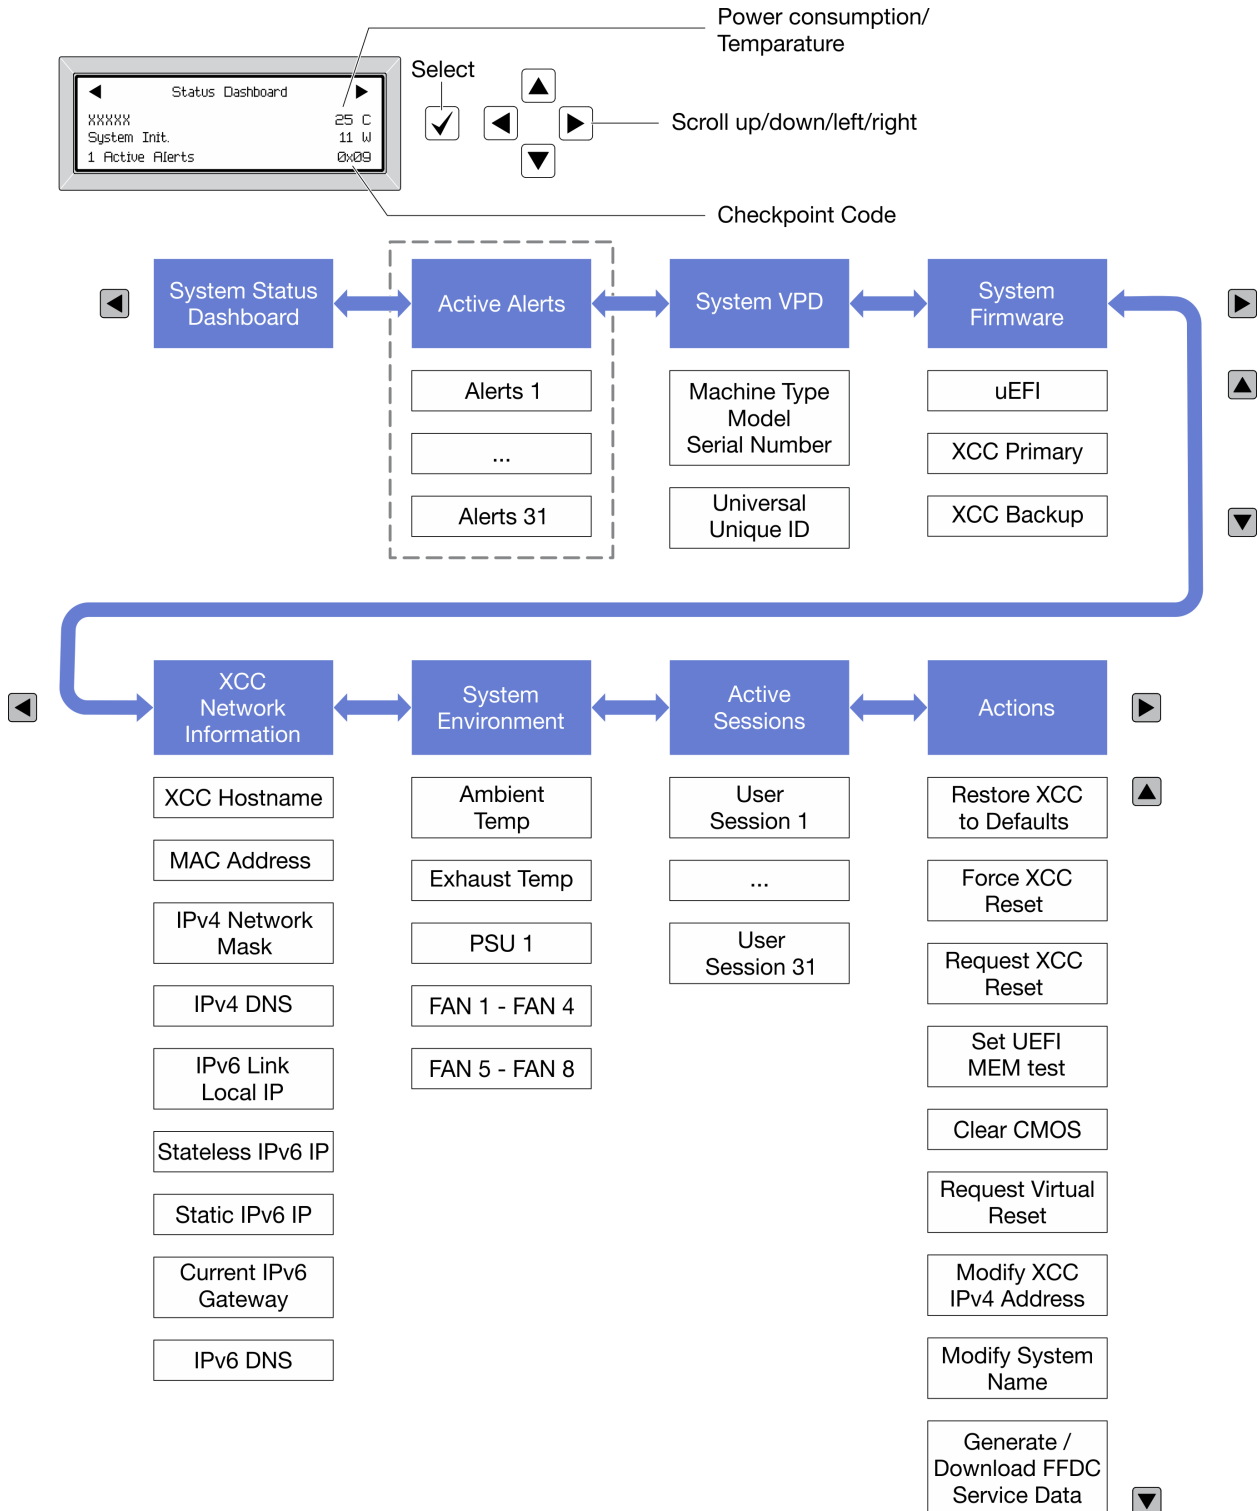 Power consumption/
Temparature
Select
Status Dashboard
XXXXX 25 C
System Init. 11 W
1 Active Alerts 0x09
Scroll up/down/left/right
Checkpoint Code
System Status
Dashboard
Active Alerts
System VPD
System
Firmware
Alerts 1
...
Alerts 31
Machine Type
Model
Serial Number
Universal
Unique ID
uEFI
XCC Primary
XCC Backup
XCC
Network
Information
System
Environment
Active
Sessions
Actions
XCC Hostname
MAC Address
IPv4 Network
Mask
IPv4 DNS
IPv6 Link
Local IP
Stateless IPv6 IP
Static IPv6 IP
Current IPv6
Gateway
IPv6 DNS
Ambient
Temp
Exhaust Temp
PSU 1
FAN 1 - FAN 4
FAN 5 - FAN 8
User
Session 1
...
User
Session 31
Restore XCC
to Defaults
Force XCC
Reset
Request XCC
Reset
Set UEFI
MEM test
Clear CMOS
Request Virtual
Reset
Modify XCC
IPv4 Address
Modify System
Name
Generate /
Download FFDC
Service Data